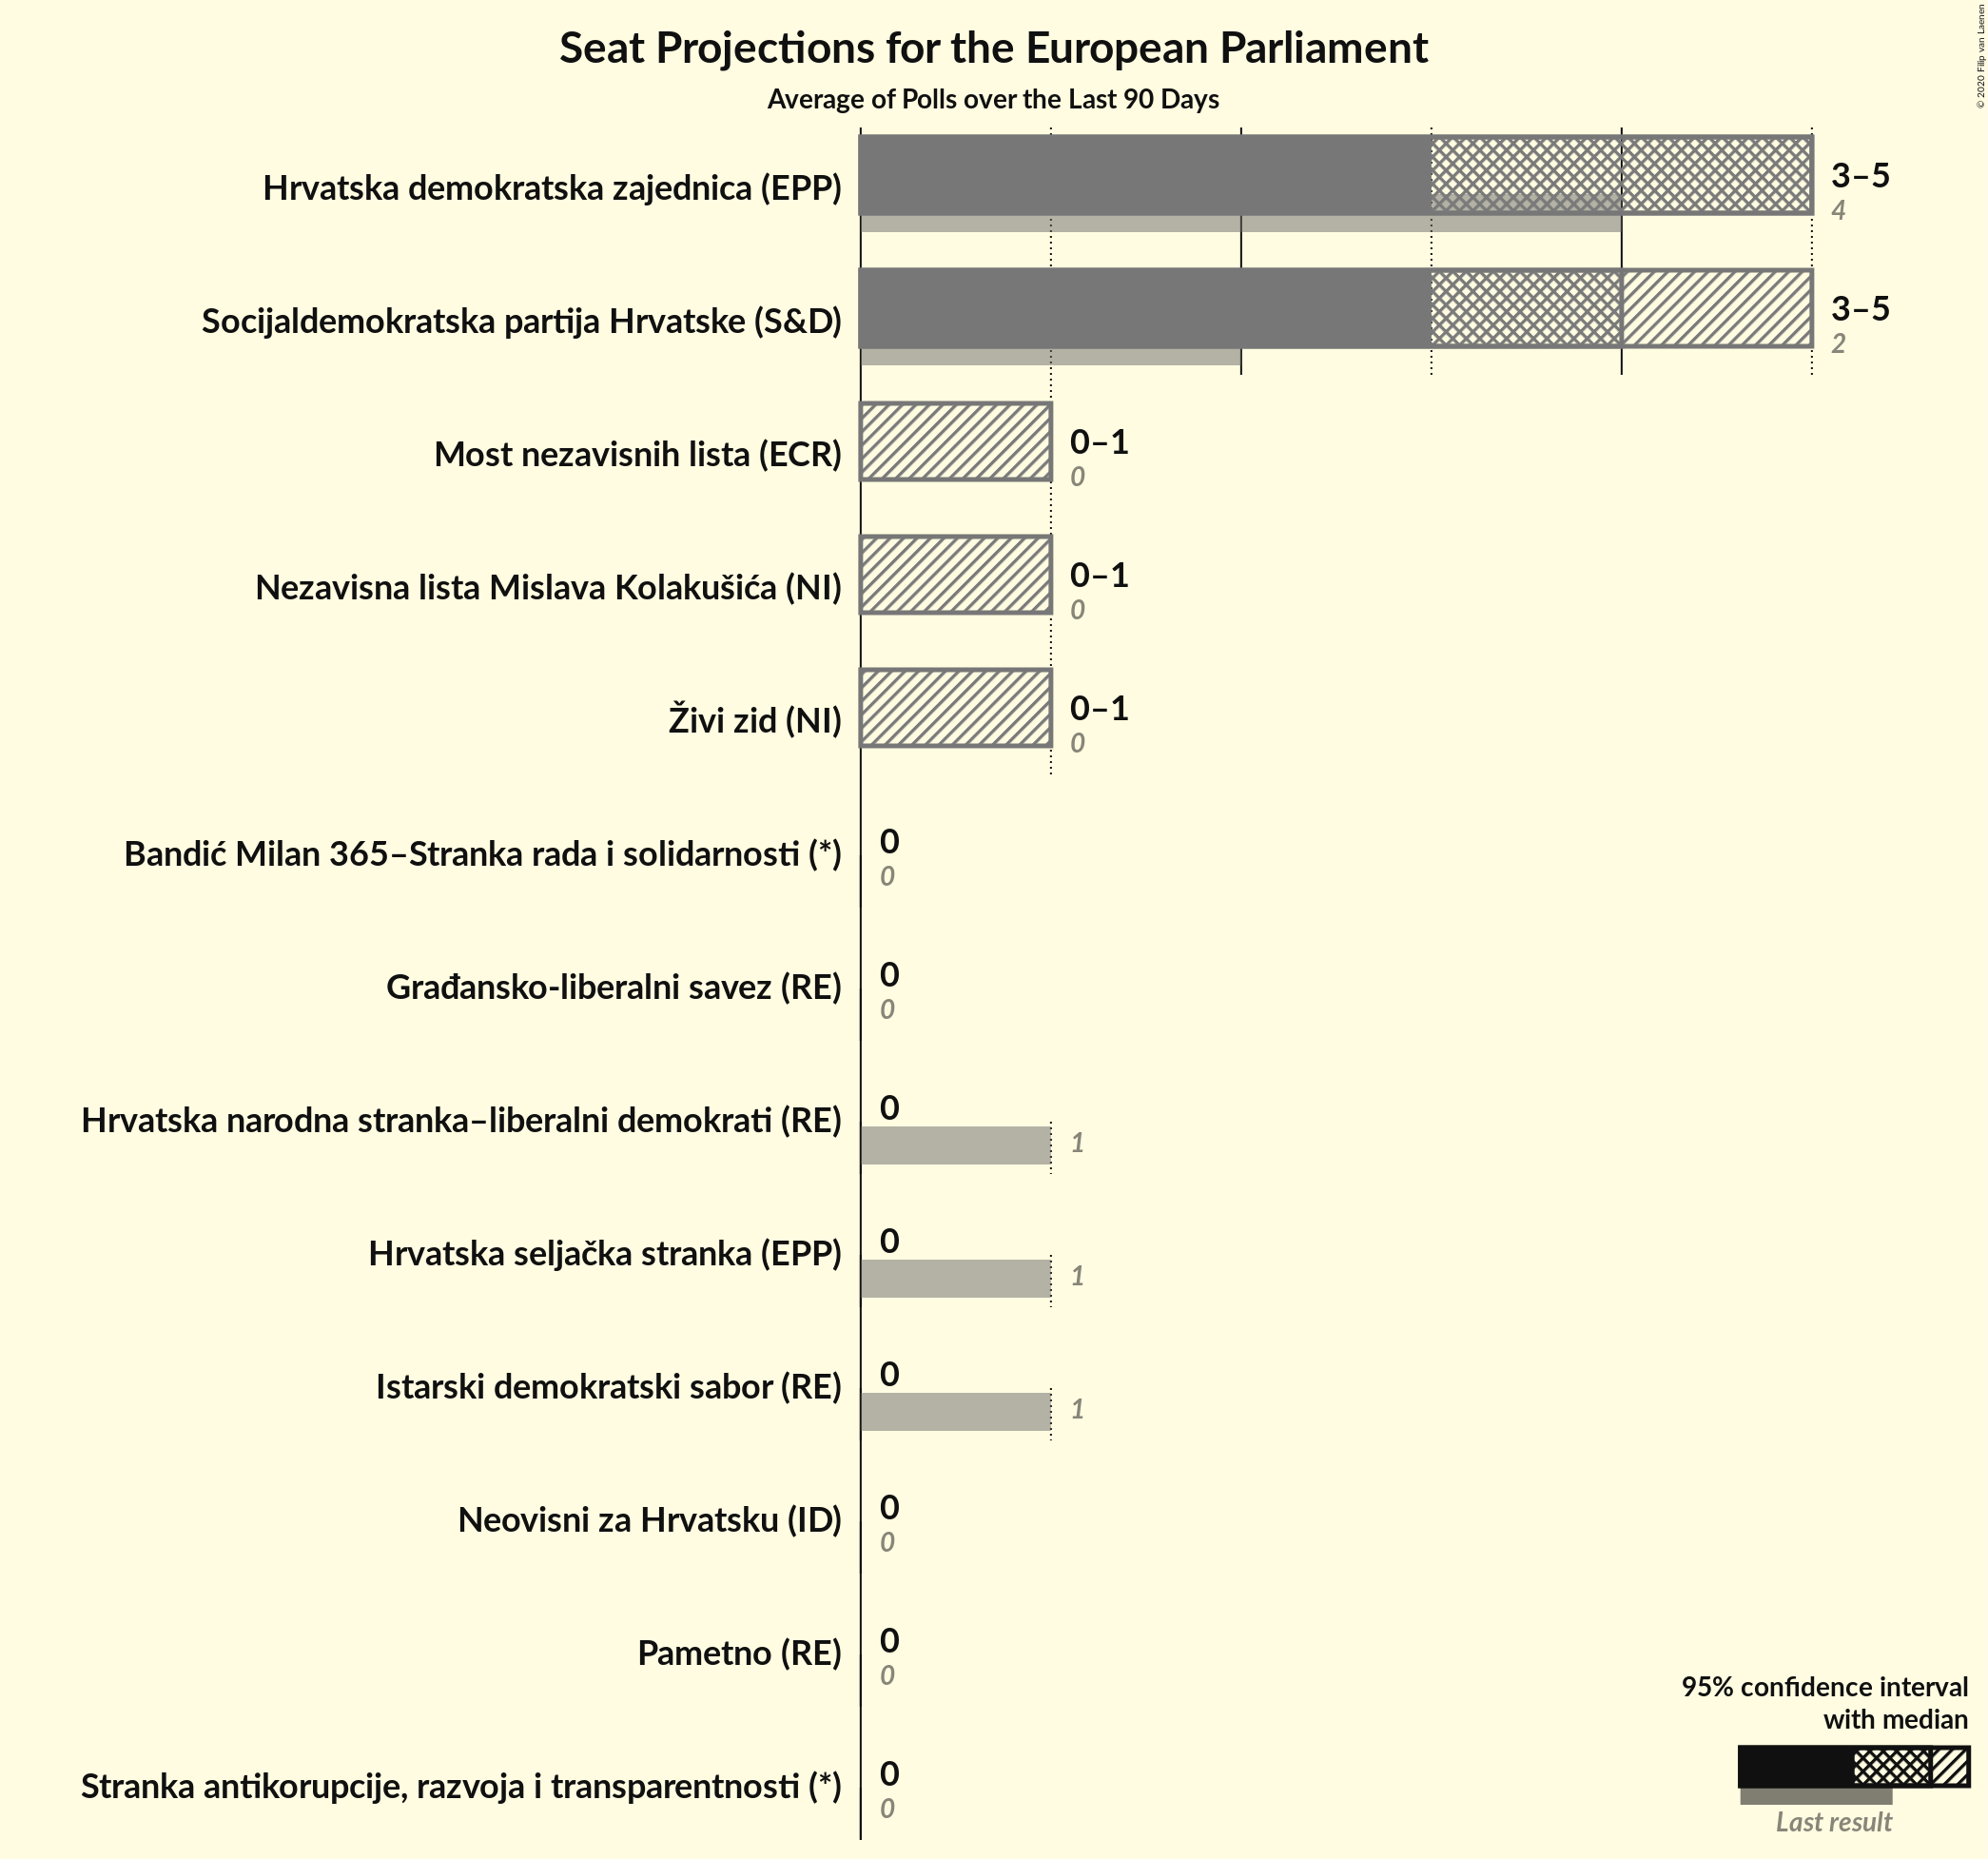 Seat Projections for the European Parliament
Average of Polls over the Last 90 Days
© 2020 Filip van Laenen
Hrvatska demokratska zajednica (EPP)
3–5
4
Socijaldemokratska partija Hrvatske (S&D)
3–5
2
Most nezavisnih lista (ECR)
0–1
0
Nezavisna lista Mislava Kolakušića (NI)
0–1
0
Živi zid (NI)
0–1
0
Bandić Milan 365–Stranka rada i solidarnosti (*)
0
0
Građansko-liberalni savez (RE)
0
0
Hrvatska narodna stranka–liberalni demokrati (RE)
0
1
Hrvatska seljačka stranka (EPP)
0
1
Istarski demokratski sabor (RE)
0
1
Neovisni za Hrvatsku (ID)
0
0
Pametno (RE)
0
0
Stranka antikorupcije, razvoja i transparentnosti (*)
0
0
95% confidence interval
with median
Last result